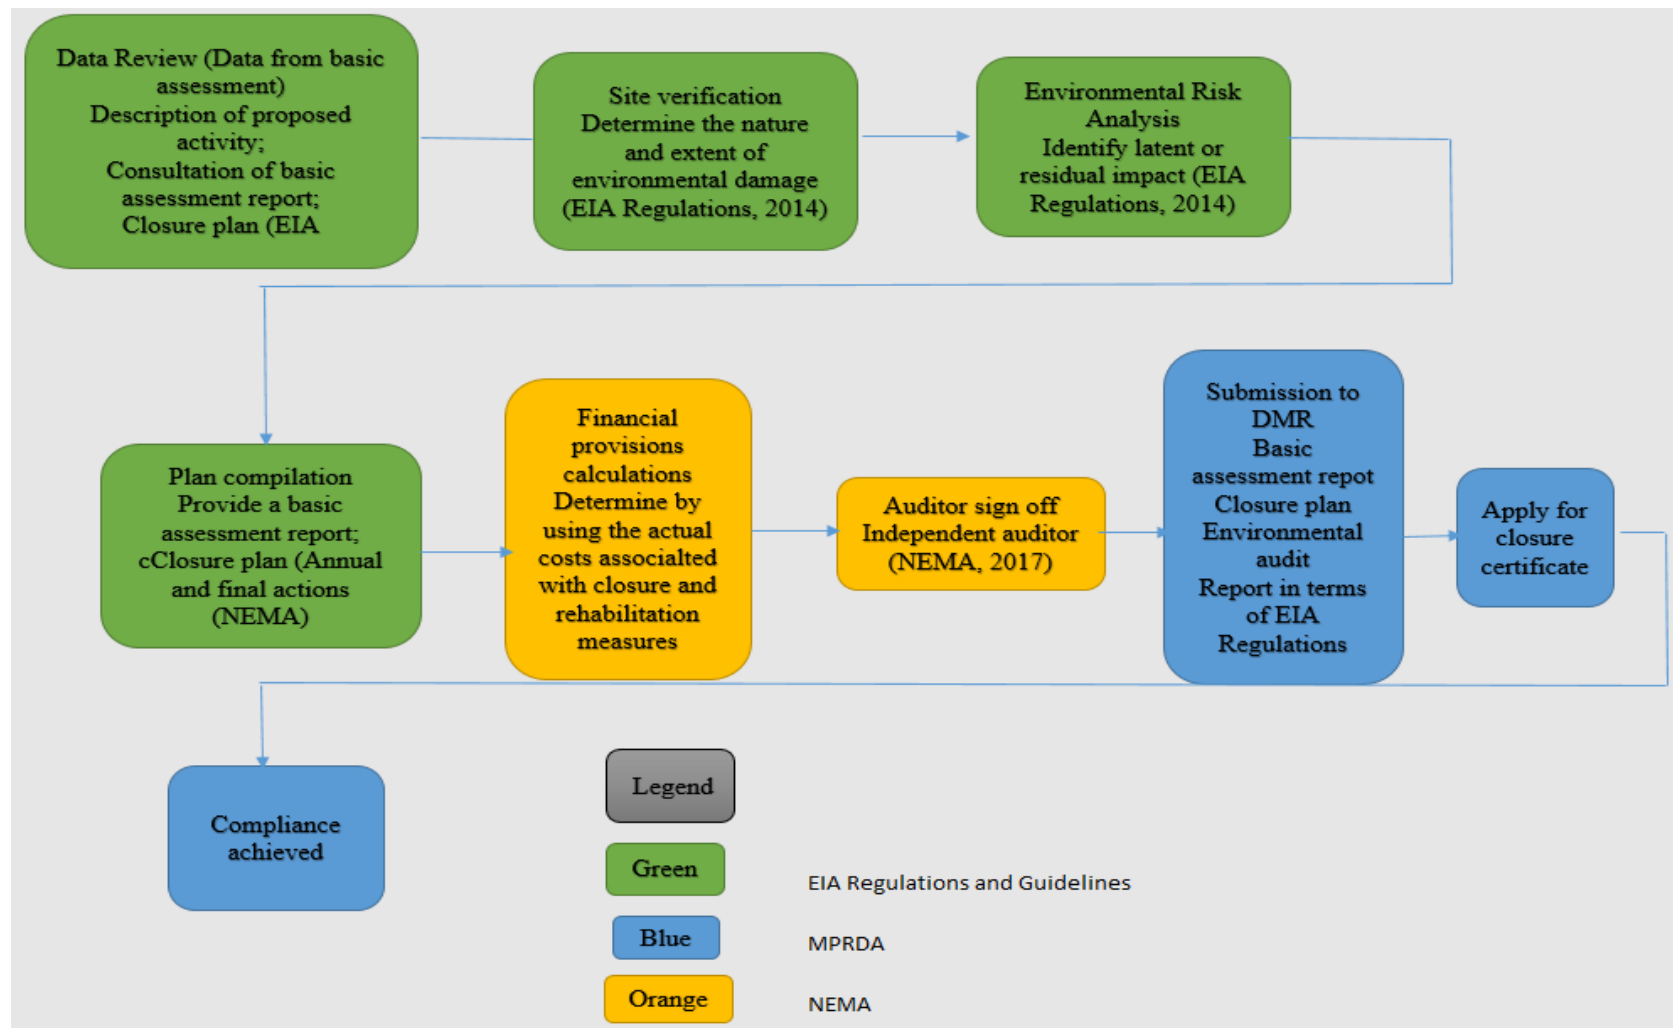 Data Review (Data from basic
assessment)
Description of proposed
activity;
Consultation of basic
assessment report;
Closure plan (EIA
Site verification
Determine the nature
and extent of
environmental damage
(EIA Regulations, 2014)
Environmental Risk
Analysis
Identify latent or
residual impact (EIA
Regulations, 2014)
Plan compilation
Provide a basic
assessment report;
cClosure plan (Annual
and final actions
(NEMA)
Financial
provisions
calculations
Determine by
using the actual
costs associalted
with closure and
rehabilitation
measures
Auditor sign off
Independent auditor
(NEMA, 2017)
Submission to
DMR
Basic
assessment repot
Closure plan
Environmental
audit
Report in terms
of EIA
Regulations
Apply for
closure
certificate
Compliance
achieved
Legend
Green
EIA Regulations and Guidelines
Blue
MPRDA
Orange
NEMA